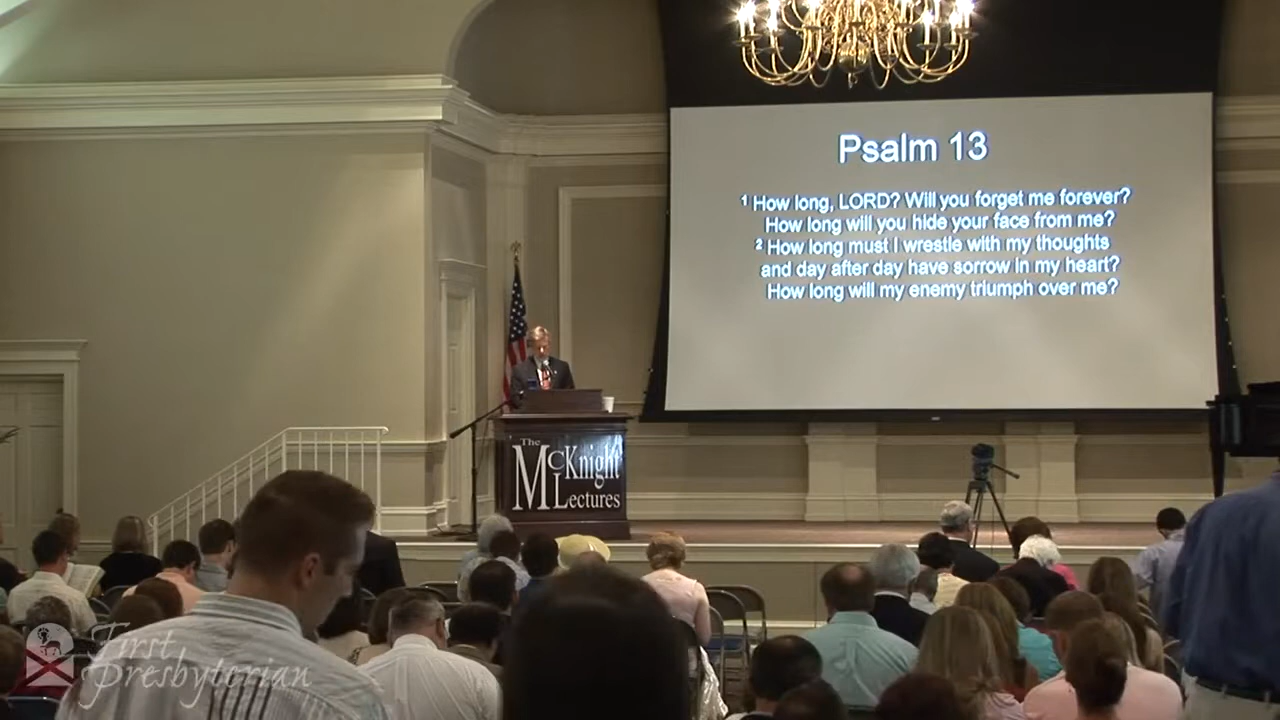 Psalm 13
¹ How long, LORD? Will you forget me forever?
How long will you hide your face from me?
² How long must I wrestle with my thoughts
and day after day have sorrow in my heart?
How long will my enemy triumph over me?
The
McKnight
Lectures
First
Presbyterian